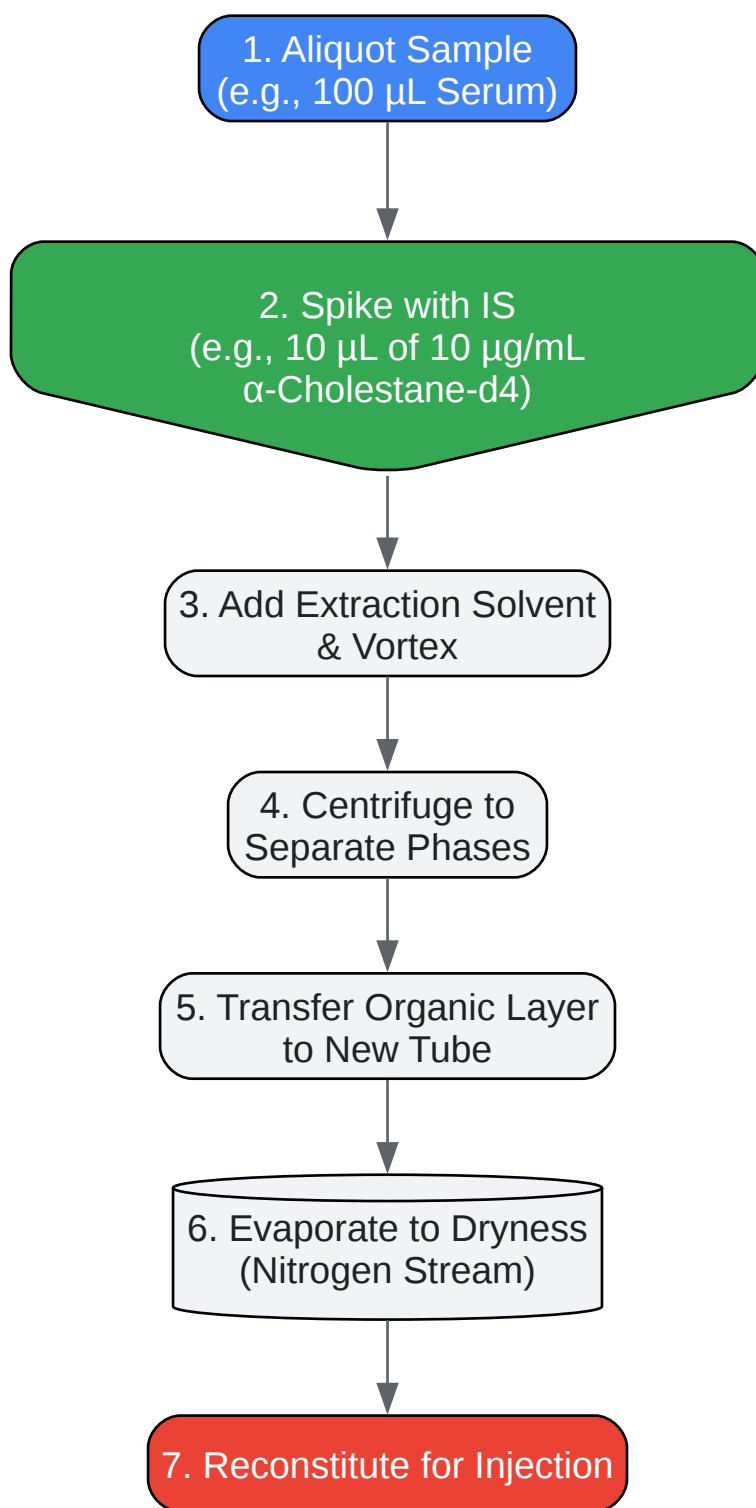 1. Aliquot Sample
(e.g., 100 µL Serum)
2. Spike with IS
(e.g., 10 µL of 10 µg/mL
α-Cholestane-d4)
3. Add Extraction Solvent
& Vortex
4. Centrifuge to
Separate Phases
5. Transfer Organic Layer
to New Tube
6. Evaporate to Dryness
(Nitrogen Stream)
7. Reconstitute for Injection